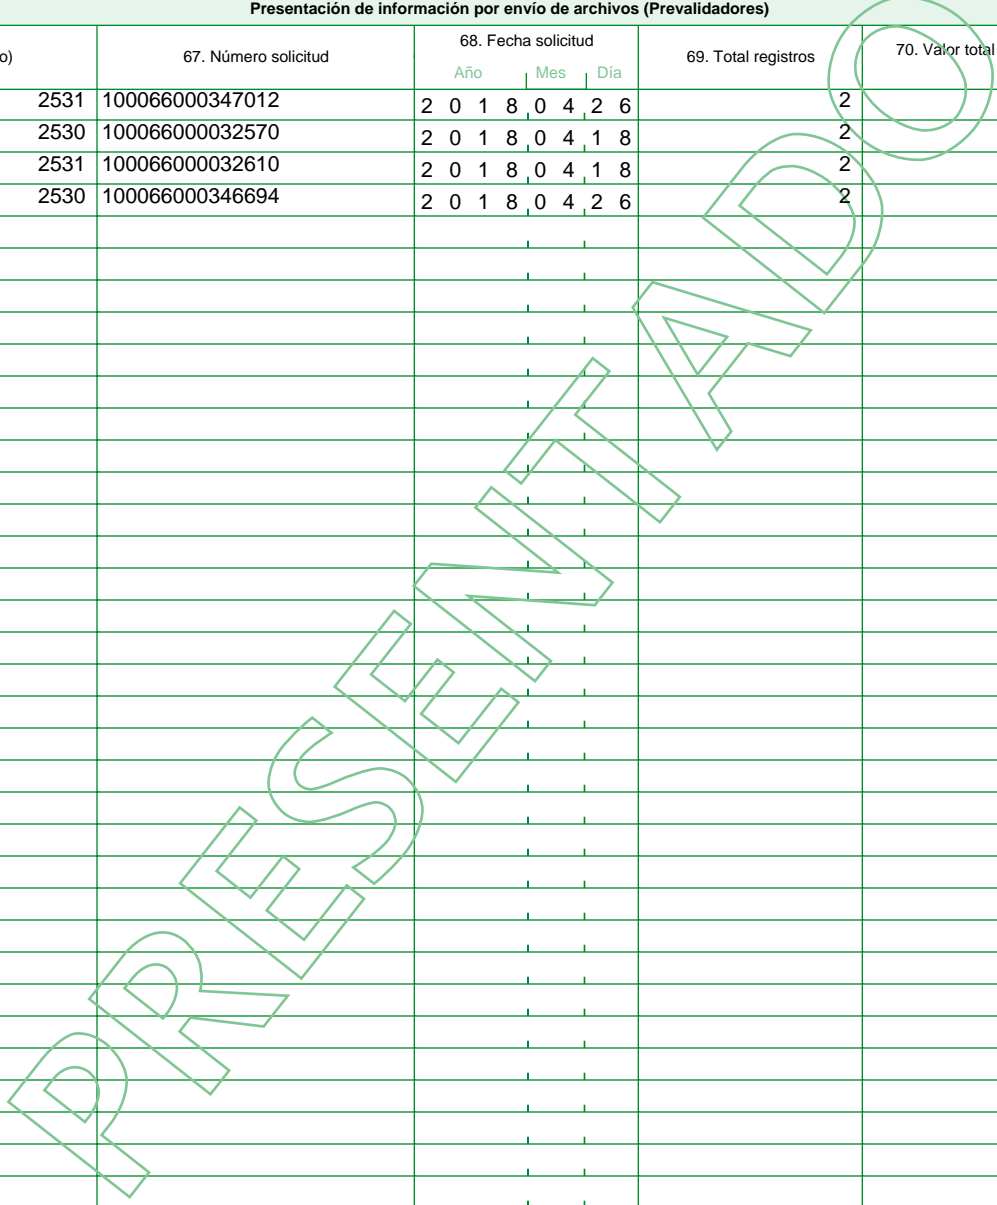 Presentación de información por envío de archivos (Prevalidadores)
o) 67. Número solicitud 68. Fecha solicitud 69. Total registros 70. Valor total
Año Mes Día
2531 100066000347012 2 0 1 8 0 4 2 6 2
2530 100066000032570 2 0 1 8 0 4 1 8 2
2531 100066000032610 2 0 1 8 0 4 1 8 2
2530 100066000346694 2 0 1 8 0 4 2 6 2
PRESENTADO